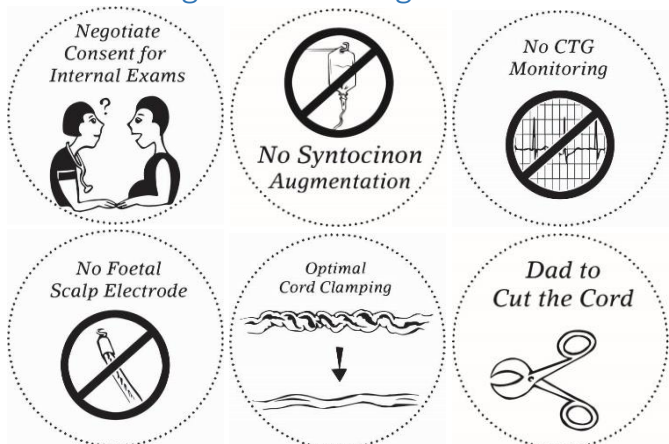 Negotiate
Consent for
Internal Exams
?
No Syntocinon
Augmentation
No CTG
Monitoring
No Foetal
Scalp Electrode
Optimal
Cord Clamping
Dad to
Cut the Cord